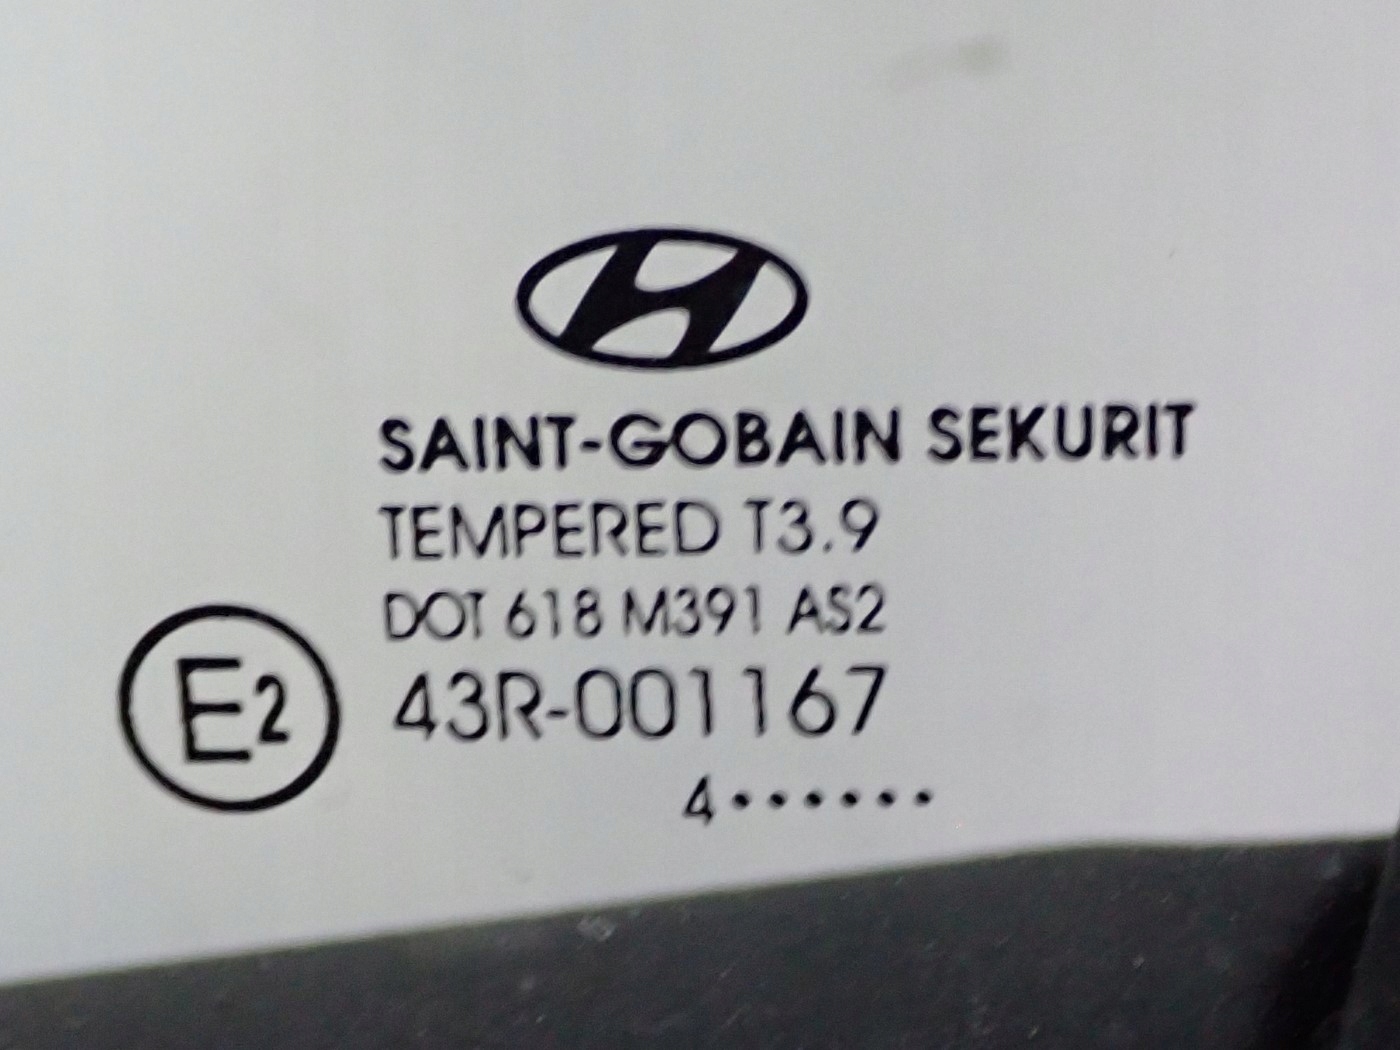 SAINT-GOBAIN SEKURIT
TEMPERED T3.9
DOT 618 M391 AS2
E2 43R-001167
4••••••